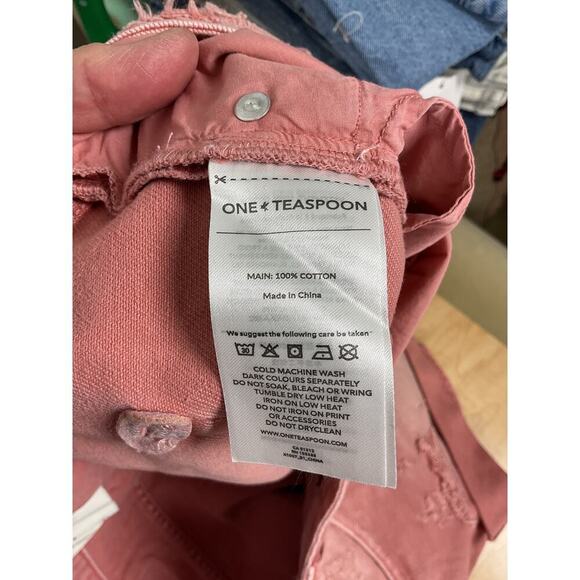 ONE TEASPOON
MAIN: 100% COTTON
Made in China
"We suggest the following care be taken"
30
COLD MACHINE WASH
DARK COLOURS SEPARATELY
DO NOT SOAK, BLEACH OR WRING
TUMBLE DRY LOW HEAT
IRON ON LOW HEAT
DO NOT IRON ON PRINT
OR ACCESSORIES
DO NOT DRYCLEAN
WWW.ONETEASPOON.COM